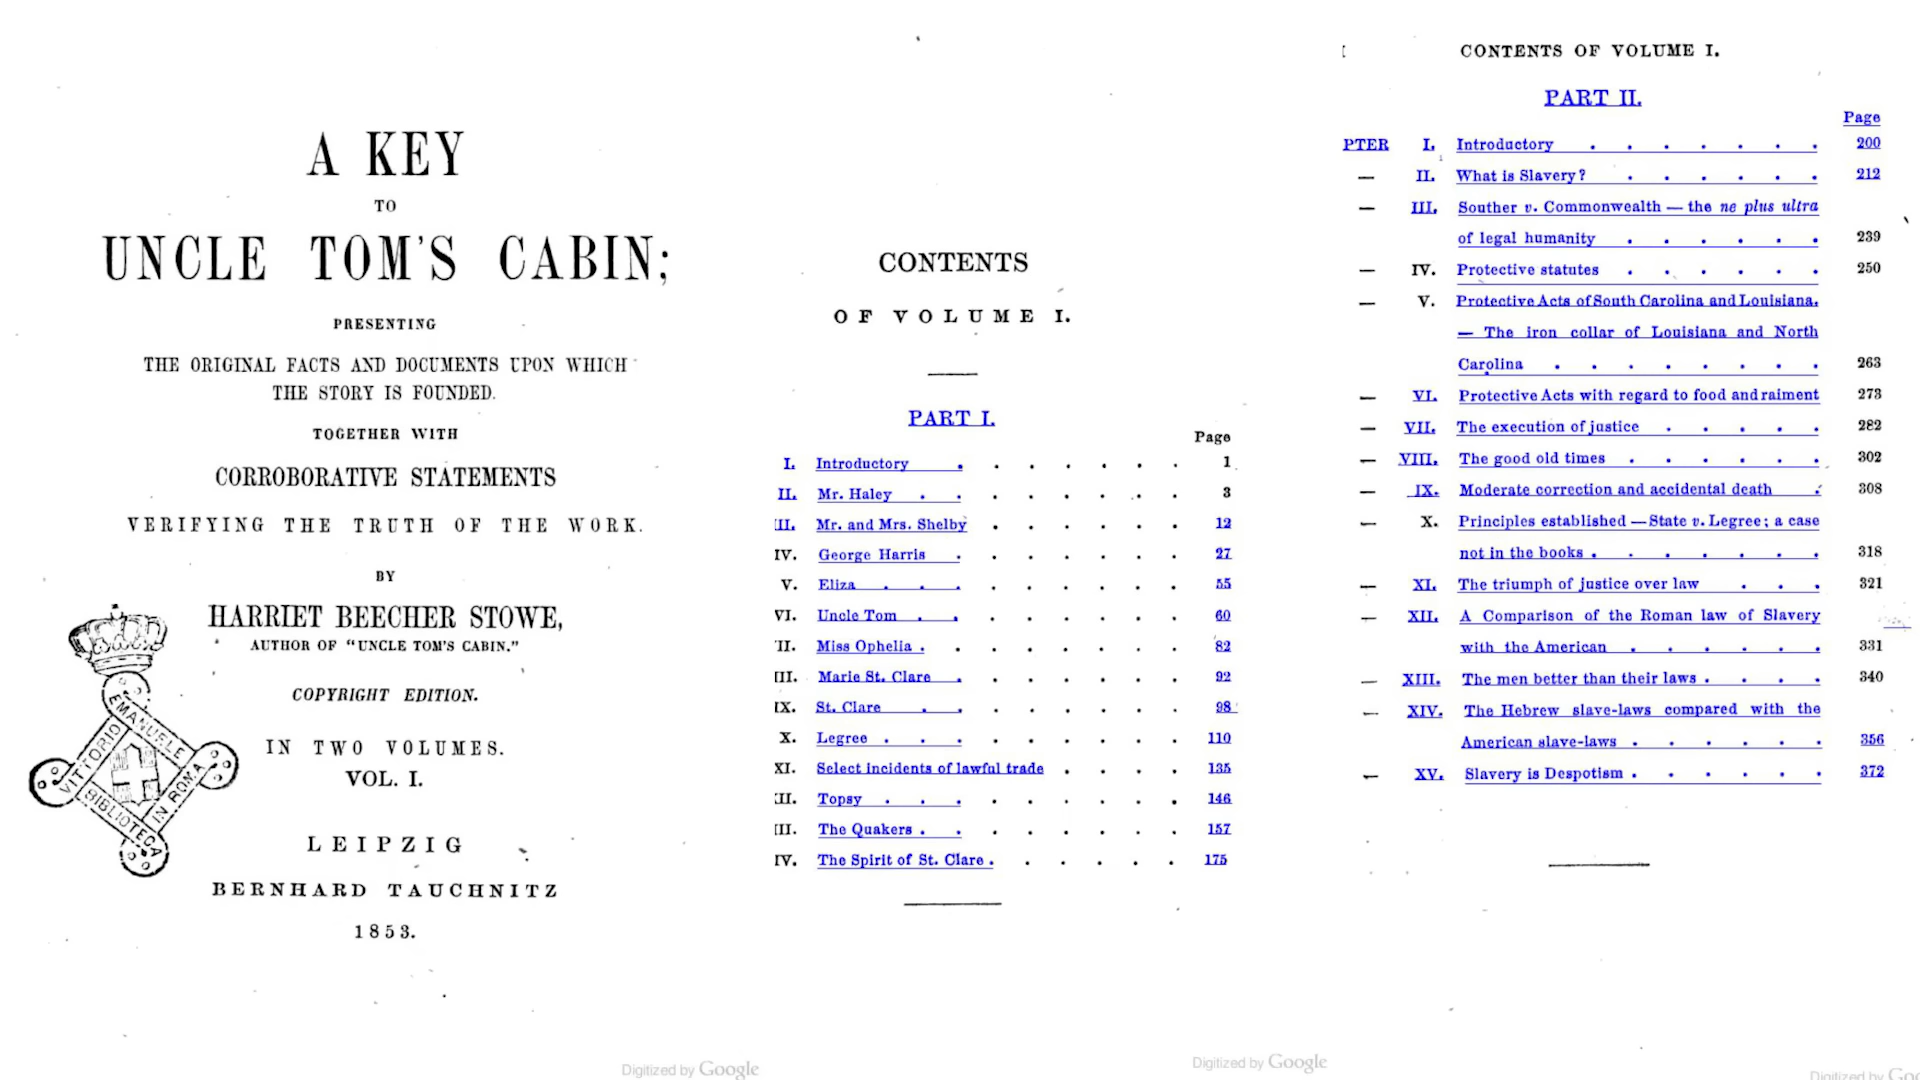 A KEY
TO
UNCLE TOM'S CABIN;
PRESENTING
THE ORIGINAL FACTS AND DOCUMENTS UPON WHICH
THE STORY IS FOUNDED.
TOGETHER WITH
CORROBORATIVE STATEMENTS
VERIFYING THE TRUTH OF THE WORK.
BY
HARRIET BEECHER STOWE,
AUTHOR OF "UNCLE TOM'S CABIN."
COPYRIGHT EDITION.
IN TWO VOLUMES.
VOL. I.
LEIPZIG
BERNHARD TAUCHNITZ
1853.
VITTORIO
EMANUELE
BIBLIOTECA
IN ROMA
Digitized by Google
CONTENTS
OF VOLUME I.
PART I.
Page
I. Introductory . . . . . . . 1
II. Mr. Haley . . . . . . . . 3
III. Mr. and Mrs. Shelby . . . . . . 12
IV. George Harris . . . . . . . 27
V. Eliza . . . . . . . . . 55
VI. Uncle Tom . . . . . . . . 60
II. Miss Ophelia . . . . . . . . 82
III. Marie St. Clare . . . . . . . 92
IX. St. Clare . . . . . . . . 98
X. Legree . . . . . . . . . 110
XI. Select incidents of lawful trade . . . . 135
II. Topsy . . . . . . . . . 146
III. The Quakers . . . . . . . . 157
IV. The Spirit of St. Clare . . . . . . 175
Digitized by Google
CONTENTS OF VOLUME I.
PART II.
Page
PTER I. Introductory . . . . . . . 200
— II. What is Slavery? . . . . . . 212
— III. Souther v. Commonwealth — the ne plus ultra
of legal humanity . . . . . . 239
— IV. Protective statutes . . . . . . 250
— V. Protective Acts of South Carolina and Louisiana.
— The iron collar of Louisiana and North
Carolina . . . . . . . . 263
— VI. Protective Acts with regard to food and raiment 273
— VII. The execution of justice . . . . . 282
— VIII. The good old times . . . . . . 302
— IX. Moderate correction and accidental death . 308
— X. Principles established — State v. Legree; a case
not in the books . . . . . . . 318
— XI. The triumph of justice over law . . . 321
— XII. A Comparison of the Roman law of Slavery
with the American . . . . . . 331
— XIII. The men better than their laws . . . . 340
— XIV. The Hebrew slave-laws compared with the
American slave-laws . . . . . . 356
— XV. Slavery is Despotism . . . . . . 372
Digitized by Goo